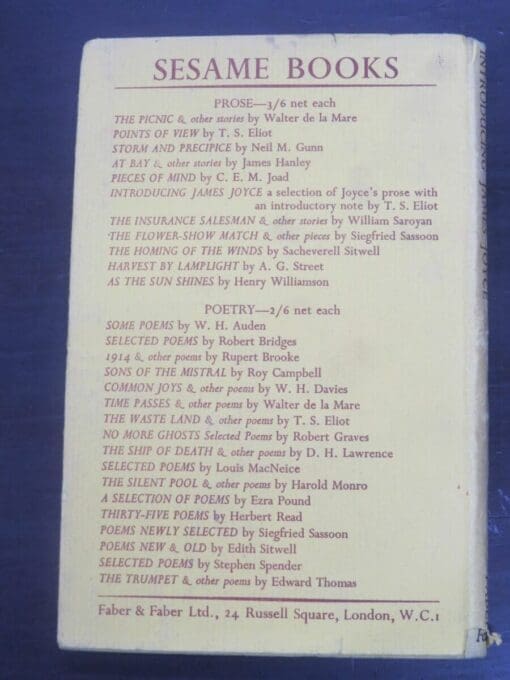 SESAME BOOKS
PROSE—3/6 net each
THE PICNIC & other stories by Walter de la Mare
POINTS OF VIEW by T. S. Eliot
STORM AND PRECIPICE by Neil M. Gunn
AT BAY & other stories by James Hanley
PIECES OF MIND by C. E. M. Joad
INTRODUCING JAMES JOYCE a selection of Joyce's prose with
an introductory note by T. S. Eliot
THE INSURANCE SALESMAN & other stories by William Saroyan
THE FLOWER-SHOW MATCH & other pieces by Siegfried Sassoon
THE HOMING OF THE WINDS by Sacheverell Sitwell
HARVEST BY LAMPLIGHT by A. G. Street
AS THE SUN SHINES by Henry Williamson
POETRY—2/6 net each
SOME POEMS by W. H. Auden
SELECTED POEMS by Robert Bridges
1914 & other poems by Rupert Brooke
SONS OF THE MISTRAL by Roy Campbell
COMMON JOYS & other poems by W. H. Davies
TIME PASSES & other poems by Walter de la Mare
THE WASTE LAND & other poems by T. S. Eliot
NO MORE GHOSTS Selected Poems by Robert Graves
THE SHIP OF DEATH & other poems by D. H. Lawrence
SELECTED POEMS by Louis MacNeice
THE SILENT POOL & other poems by Harold Monro
A SELECTION OF POEMS by Ezra Pound
THIRTY-FIVE POEMS by Herbert Read
POEMS NEWLY SELECTED by Siegfried Sassoon
POEMS NEW & OLD by Edith Sitwell
SELECTED POEMS by Stephen Spender
THE TRUMPET & other poems by Edward Thomas
Faber & Faber Ltd., 24 Russell Square, London, W.C.1
INTRODUCING James Joyce